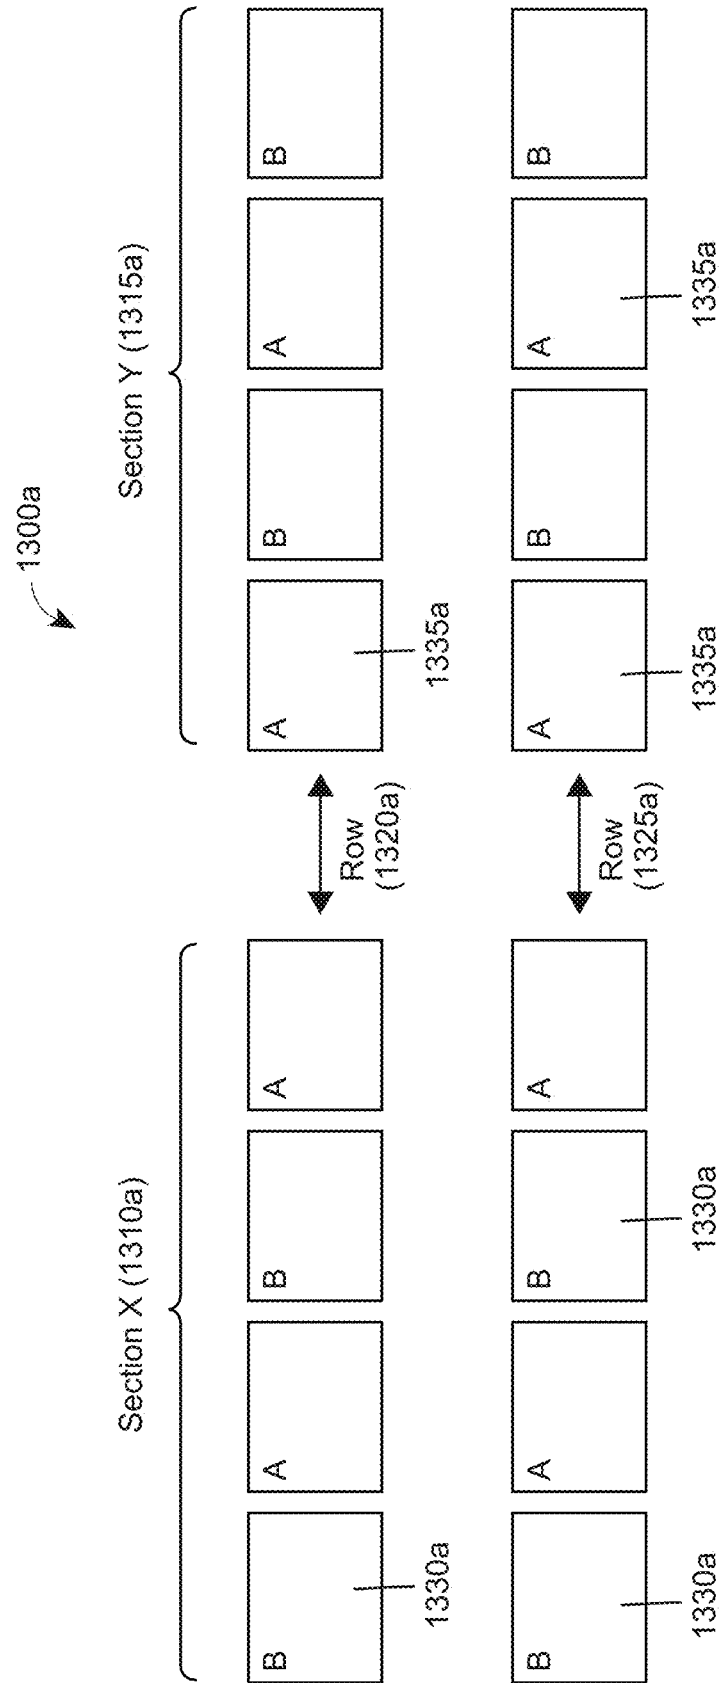 1300a
Section X (1310a)
Section Y (1315a)
B A B A A B A B
1330a
Row
(1320a)
1335a
B A B A A B A B
1330a 1330a
Row
(1325a)
1335a 1335a